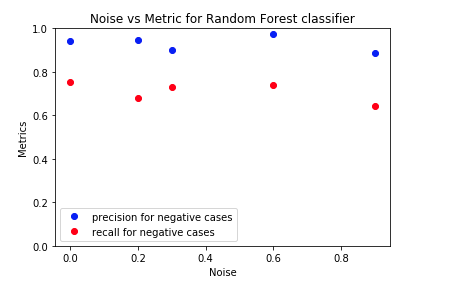 Noise vs Metric for Random Forest classifier
1.0
0.8
0.6
0.4
0.2
0.0
Metrics
precision for negative cases
recall for negative cases
0.0 0.2 0.4 0.6 0.8
Noise